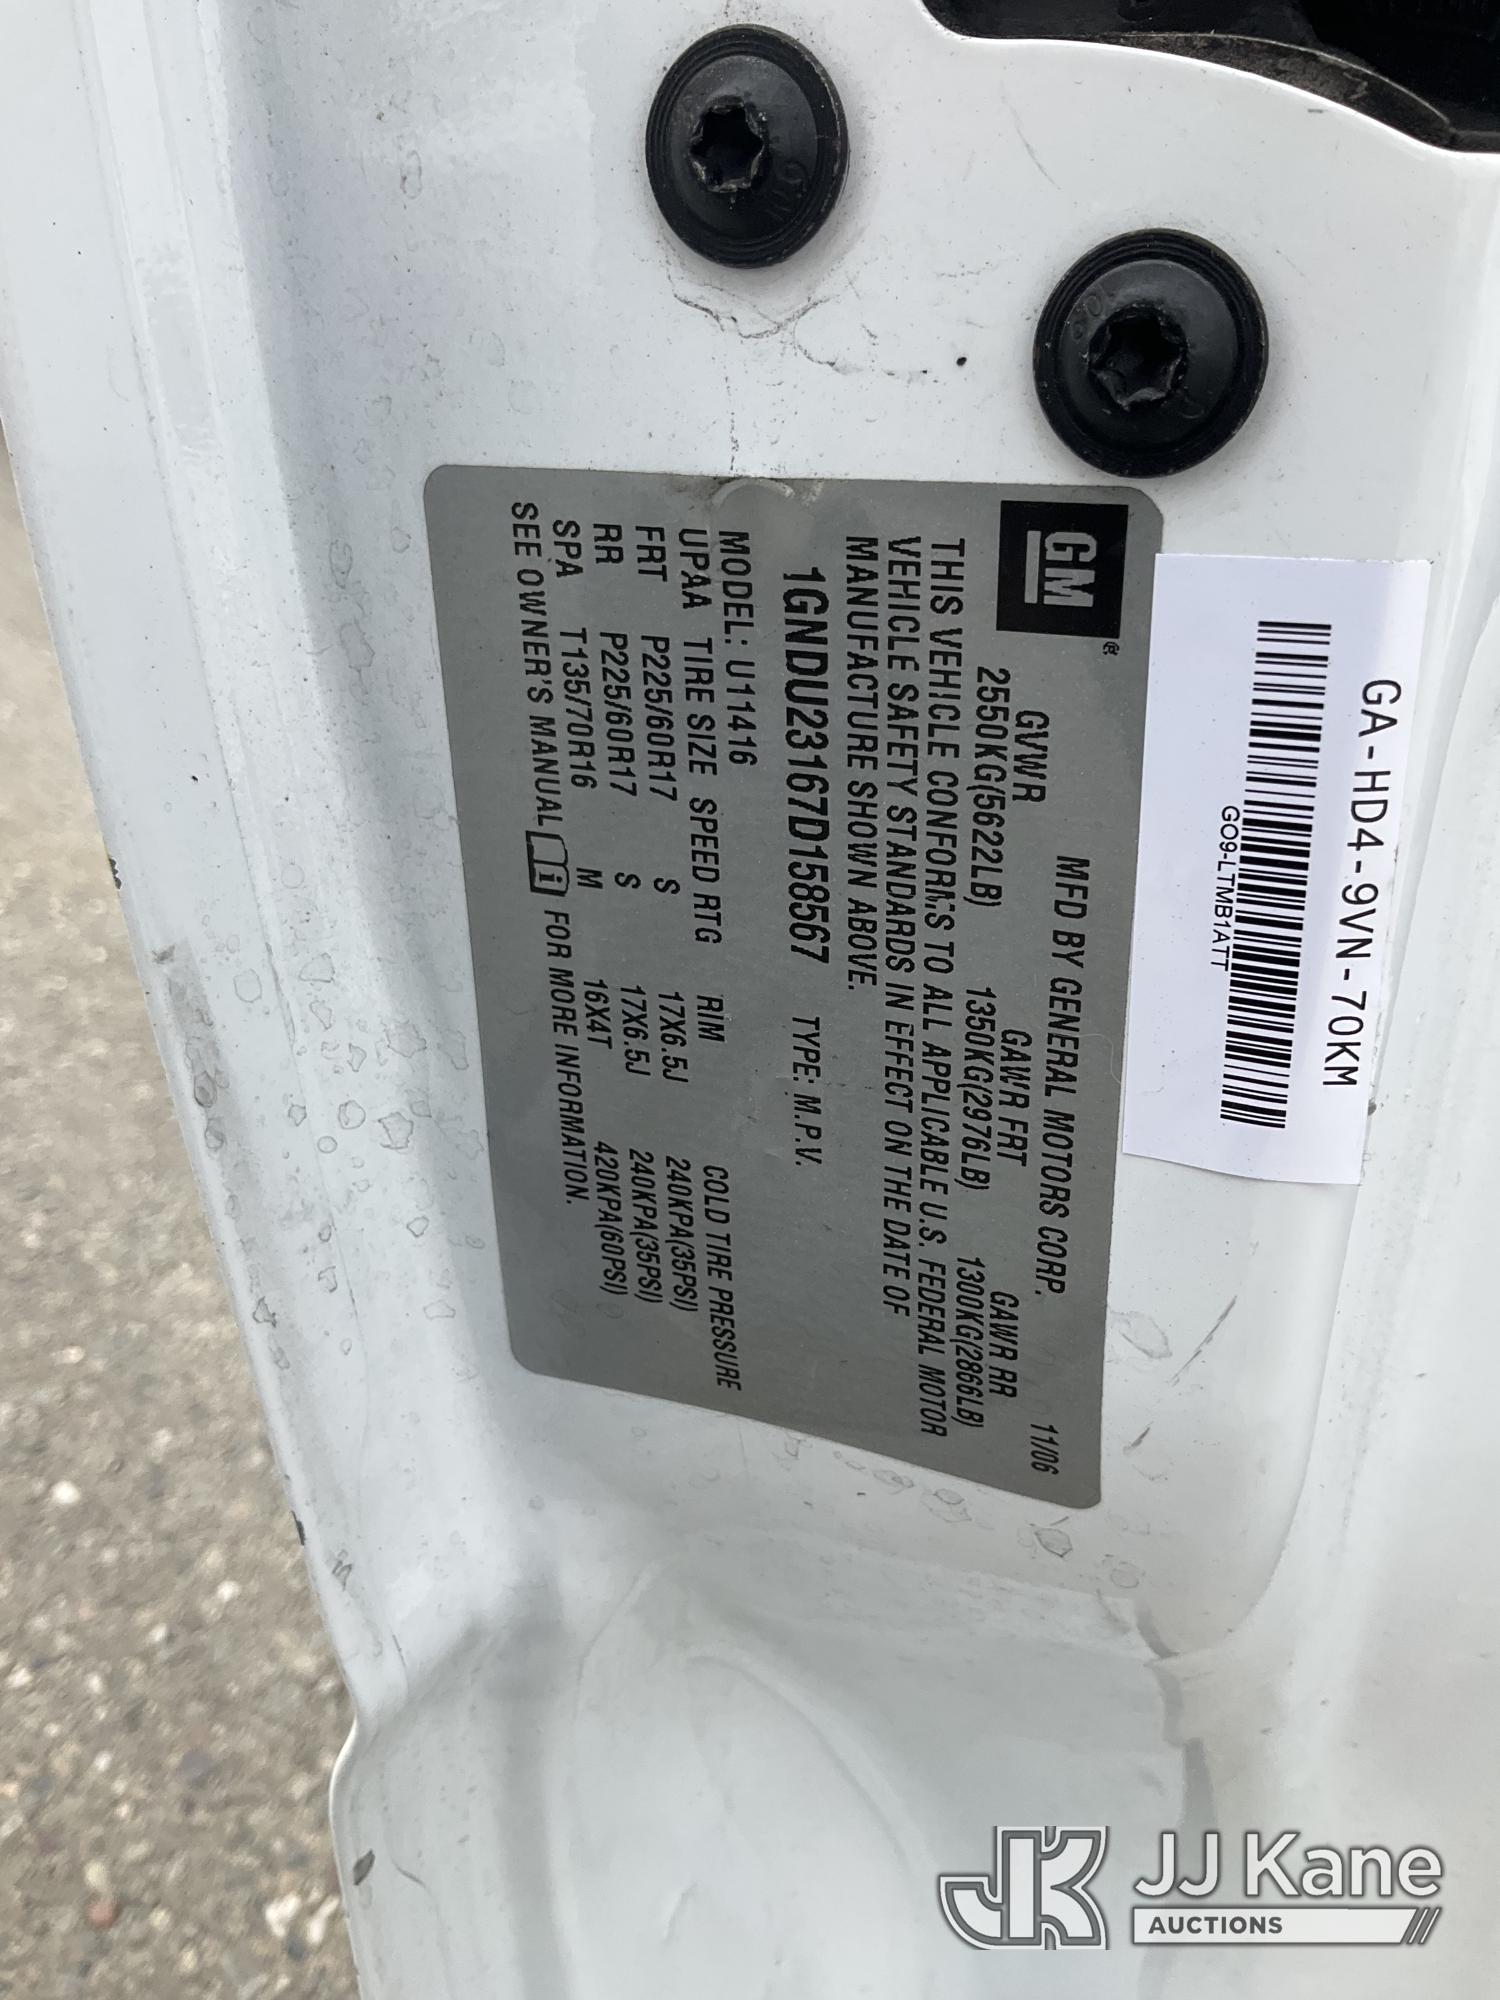 GA-HD4-9VN-70KM
GO9-LTMB1ATT
GM ®
MFD BY GENERAL MOTORS CORP. 11/06
GVWR GAWR FRT GAWR RR
2550KG(5622LB) 1350KG(2976LB) 1300KG(2866LB)
THIS VEHICLE CONFORMS TO ALL APPLICABLE U.S. FEDERAL MOTOR
VEHICLE SAFETY STANDARDS IN EFFECT ON THE DATE OF
MANUFACTURE SHOWN ABOVE.
1GNDU23167D158567 TYPE: M.P.V.
MODEL: U11416
UPAA TIRE SIZE SPEED RTG RIM COLD TIRE PRESSURE
FRT P225/60R17 S 17X6.5J 240KPA(35PSI)
RR P225/60R17 S 17X6.5J 240KPA(35PSI)
SPA T135/70R16 M 16X4T 420KPA(60PSI)
SEE OWNER'S MANUAL i FOR MORE INFORMATION.
JK JJ Kane
AUCTIONS